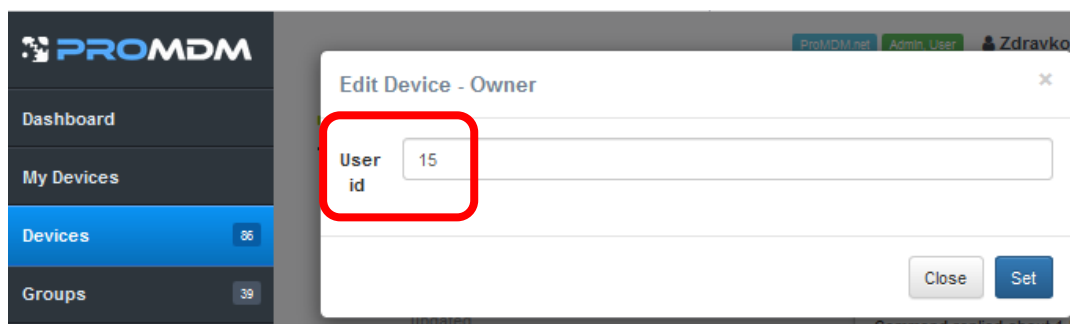 PROMDM
ProMDM.net Admin, User Zdravko
Edit Device - Owner
×
Dashboard
User id 15
My Devices
Devices 86
Close Set
Groups 39
updated